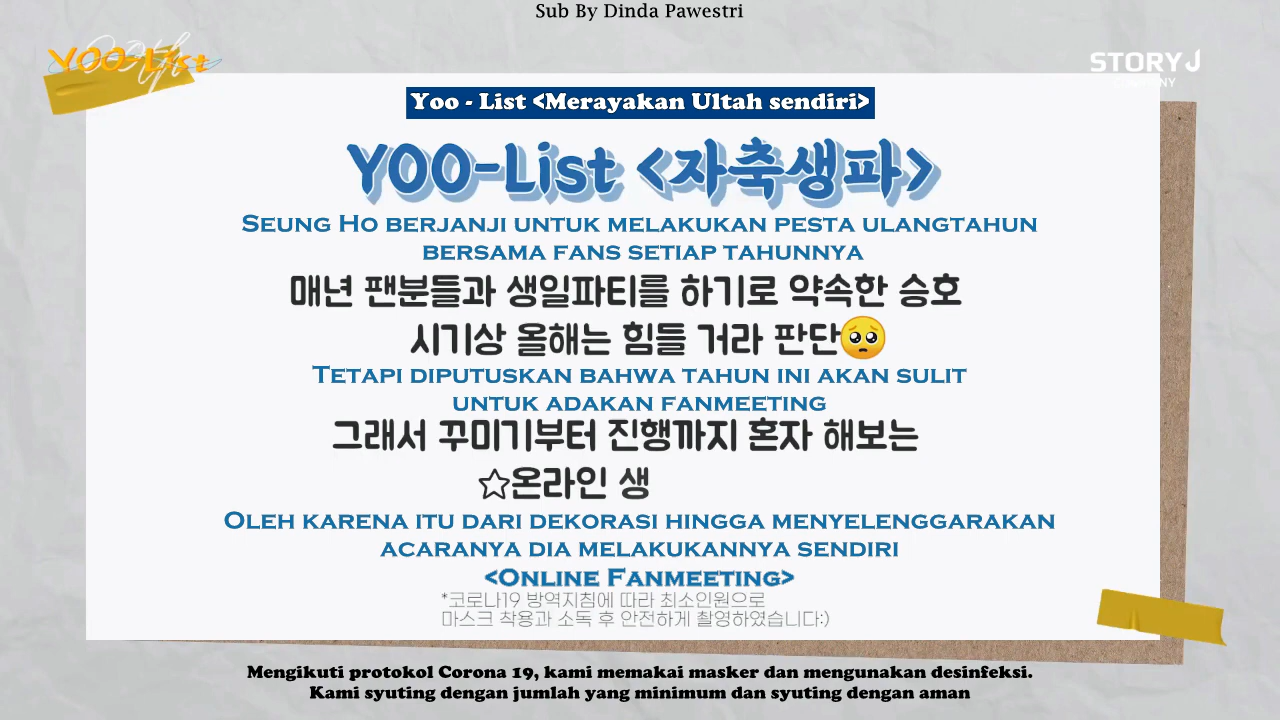 Sub By Dinda Pawestri
YOO-List
STORY J
COMPANY
Yoo - List <Merayakan Ultah sendiri>
YOO-List <자축생파>
SEUNG HO BERJANJI UNTUK MELAKUKAN PESTA ULANGTAHUN
BERSAMA FANS SETIAP TAHUNNYA
매년 팬분들과 생일파티를 하기로 약속한 승호
시기상 올해는 힘들 거라 판단🥺
TETAPI DIPUTUSKAN BAHWA TAHUN INI AKAN SULIT
UNTUK ADAKAN FANMEETING
그래서 꾸미기부터 진행까지 혼자 해보는
☆온라인 생
OLEH KARENA ITU DARI DEKORASI HINGGA MENYELENGGARAKAN
ACARANYA DIA MELAKUKANNYA SENDIRI
<ONLINE FANMEETING>
*코로나19 방역지침에 따라 최소인원으로
마스크 착용과 소독 후 안전하게 촬영하였습니다:)
Mengikuti protokol Corona 19, kami memakai masker dan mengunakan desinfeksi.
Kami syuting dengan jumlah yang minimum dan syuting dengan aman